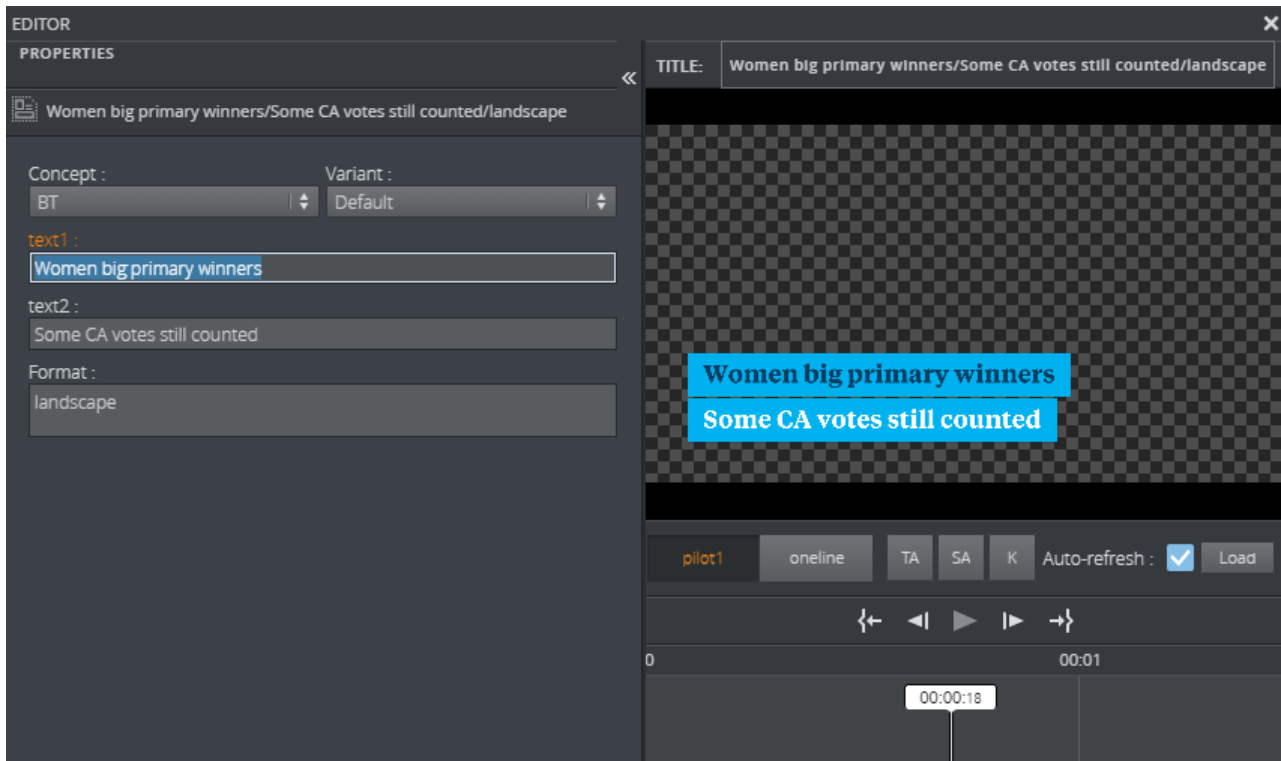 EDITOR
PROPERTIES
Women big primary winners/Some CA votes still counted/landscape
Concept :
Variant :
BT
Default
text1 :
Women big primary winners
text2 :
Some CA votes still counted
Format :
landscape
TITLE:
Women big primary winners/Some CA votes still counted/landscape
Women big primary winners
Some CA votes still counted
pilot1
oneline
TA
SA
K
Auto-refresh :
Load
0
00:01
00:00:18